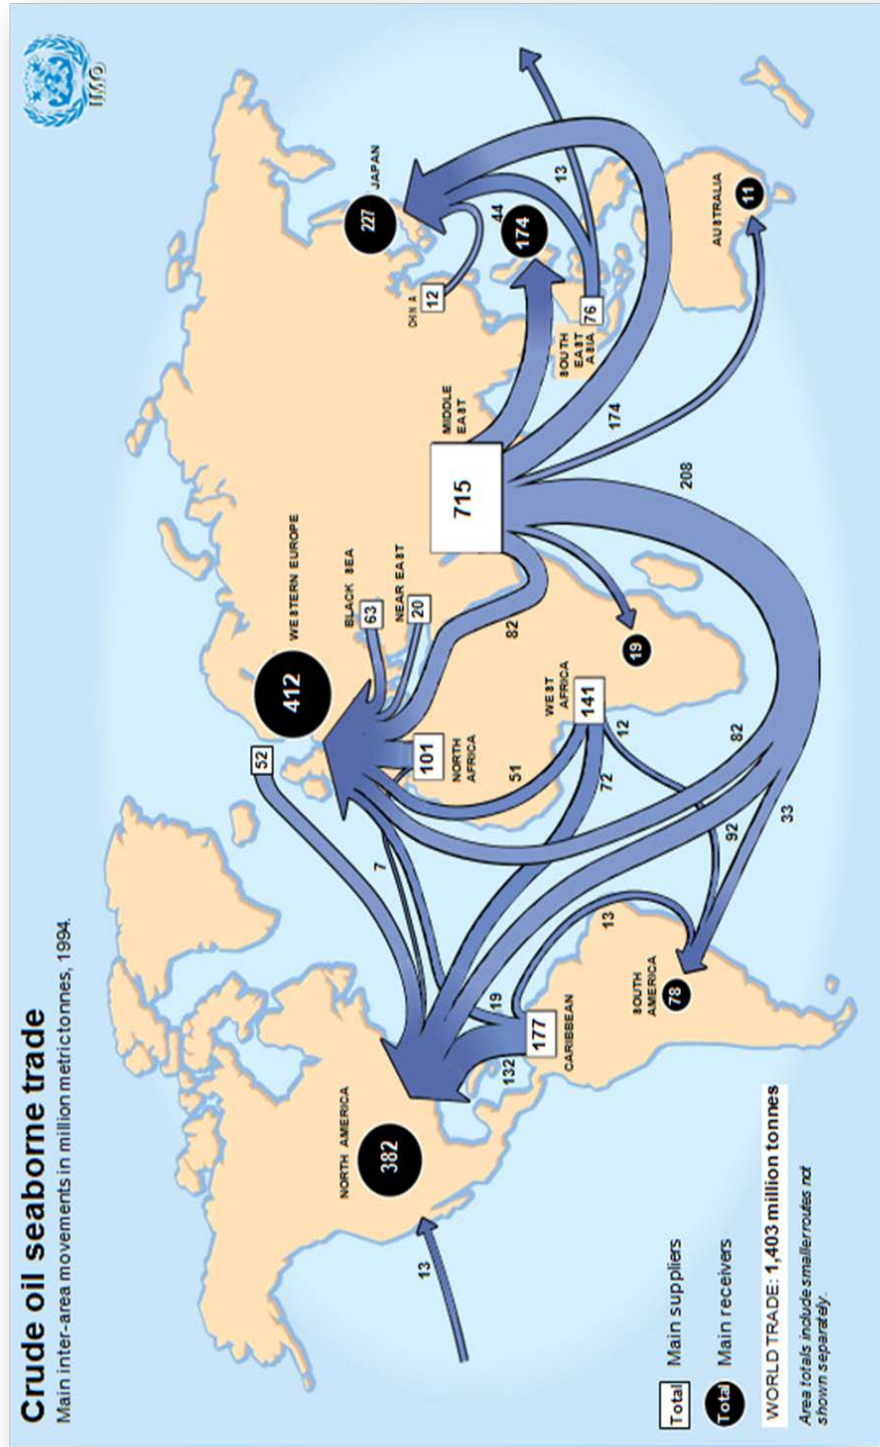 Crude oil seaborne trade
Main inter-area movements in million metric tonnes, 1994.
IMO
NORTH AMERICA
382
13
52
WESTERN EUROPE
412
BLACK SEA
63
NEAR EAST
20
7
101
NORTH
AFRICA
51
82
MIDDLE
EAST
715
CHINA
12
227
JAPAN
44
174
13
76
SOUTH
EAST
ASIA
174
208
AUSTRALIA
11
WEST
AFRICA
141
12
72
19
82
92
33
132
19
177
CARIBBEAN
13
SOUTH
AMERICA
78
Total
Main suppliers
Total
Main receivers
WORLD TRADE: 1,403 million tonnes
Area totals include smaller routes not
shown separately.